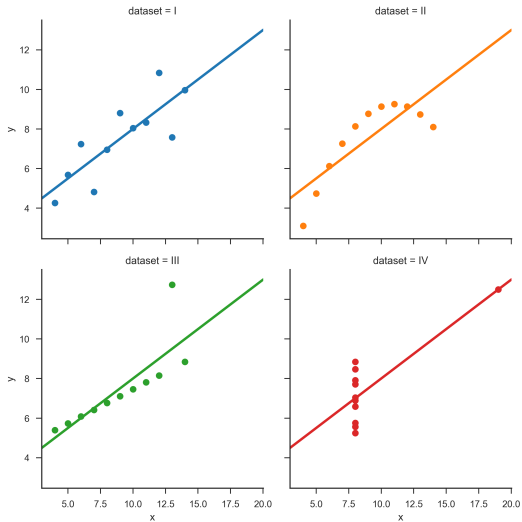 dataset = I
dataset = II
12
10
8
6
4
y
dataset = III
dataset = IV
12
10
8
6
4
y
5.0 7.5 10.0 12.5 15.0 17.5 20.0
5.0 7.5 10.0 12.5 15.0 17.5 20.0
x
x